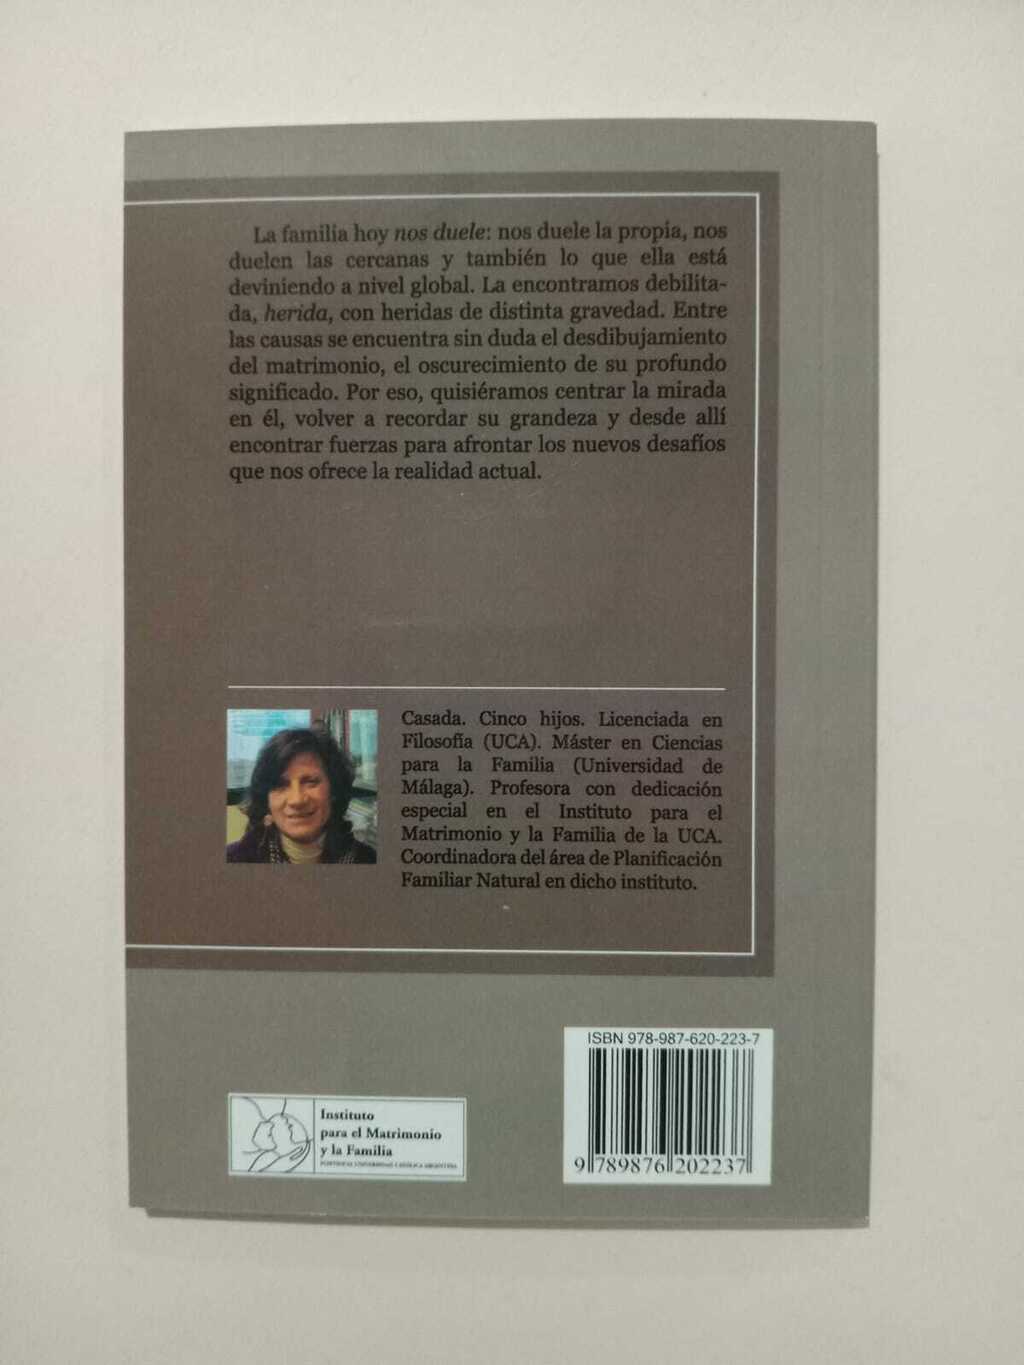 La familia hoy nos duele: nos duele la propia, nos
duelen las cercanas y también lo que ella está
deviniendo a nivel global. La encontramos debilita-
da, herida, con heridas de distinta gravedad. Entre
las causas se encuentra sin duda el desdibujamiento
del matrimonio, el oscurecimiento de su profundo
significado. Por eso, quisiéramos centrar la mirada
en él, volver a recordar su grandeza y desde allí
encontrar fuerzas para afrontar los nuevos desafíos
que nos ofrece la realidad actual.
Casada. Cinco hijos. Licenciada en
Filosofía (UCA). Máster en Ciencias
para la Familia (Universidad de
Málaga). Profesora con dedicación
especial en el Instituto para el
Matrimonio y la Familia de la UCA.
Coordinadora del área de Planificación
Familiar Natural en dicho instituto.
ISBN 978-987-620-223-7
9 789876 202237
Instituto
para el Matrimonio
y la Familia
PONTIFICIA UNIVERSIDAD CATÓLICA ARGENTINA